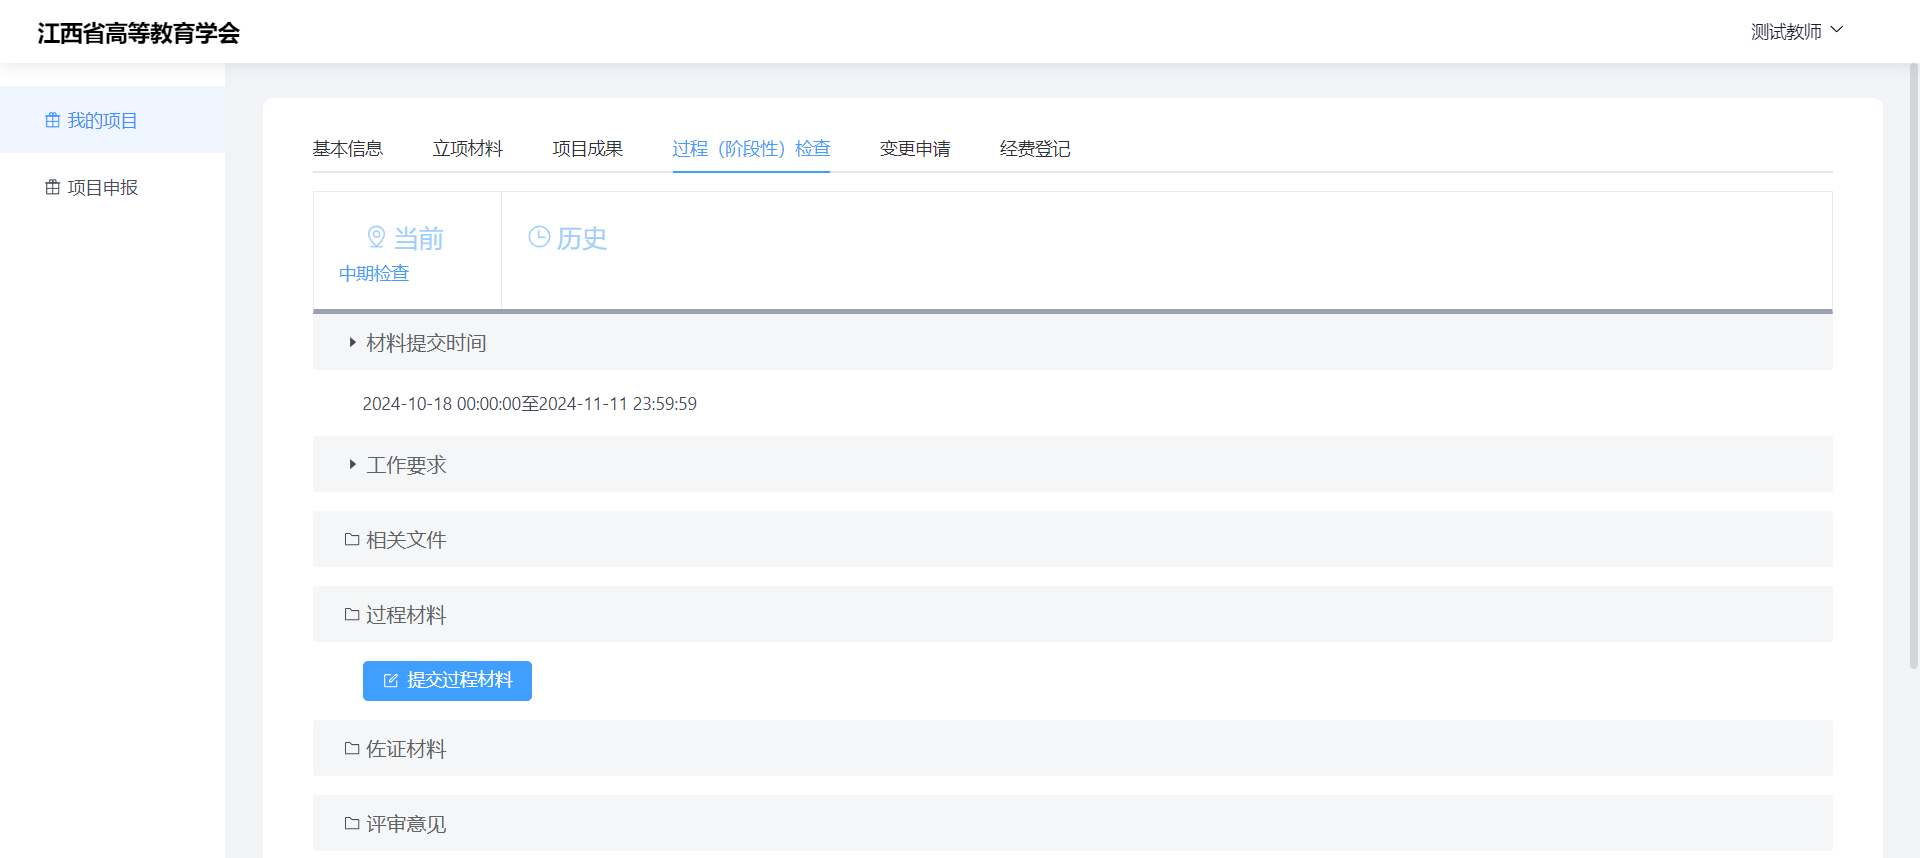 江西省高等教育学会
测试教师
我的项目
项目申报
基本信息 立项材料 项目成果 过程（阶段性）检查 变更申请 经费登记
当前
中期检查
历史
材料提交时间
2024-10-18 00:00:00至2024-11-11 23:59:59
工作要求
相关文件
过程材料
提交过程材料
佐证材料
评审意见